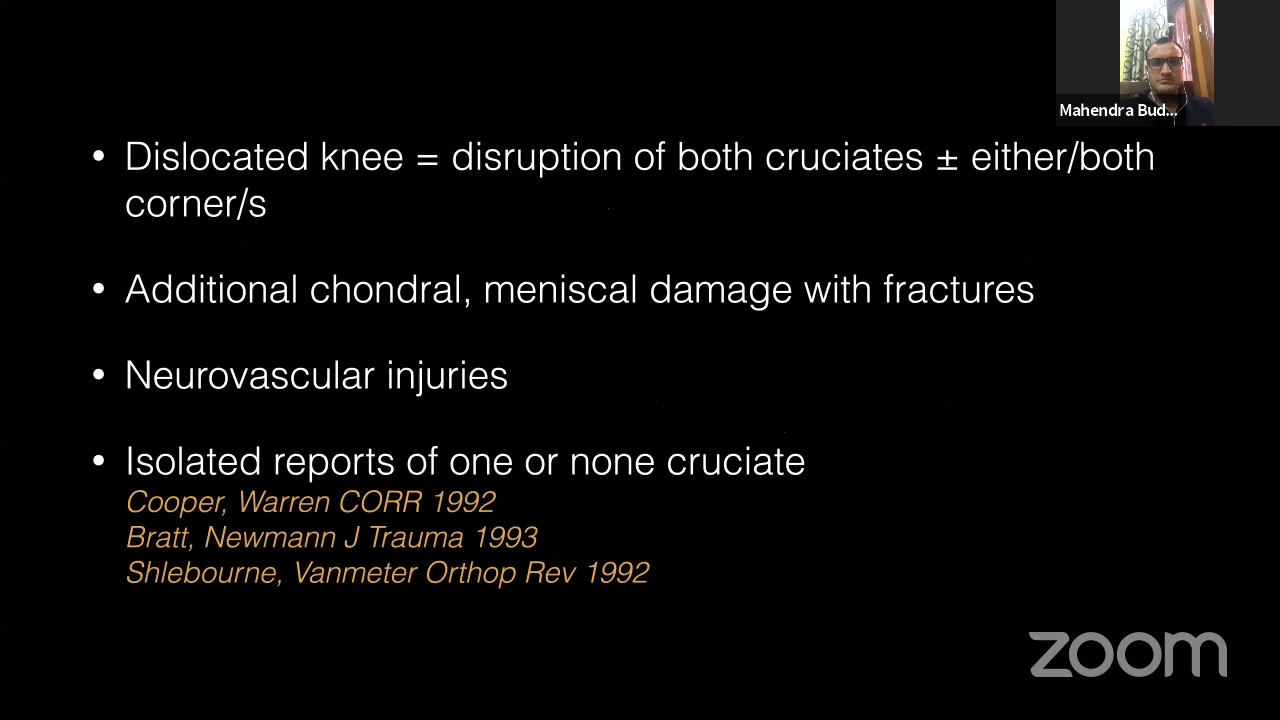 Mahendra Bud...
• Dislocated knee = disruption of both cruciates ± either/both
corner/s
• Additional chondral, meniscal damage with fractures
• Neurovascular injuries
• Isolated reports of one or none cruciate
Cooper, Warren CORR 1992
Bratt, Newmann J Trauma 1993
Shlebourne, Vanmeter Orthop Rev 1992
zoom